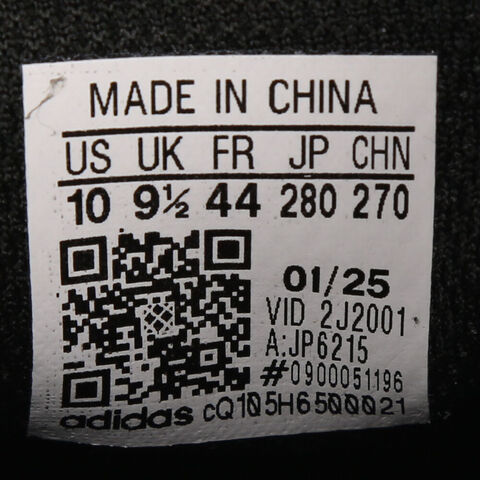 MADE IN CHINA
US UK FR JP CHN
10 9½ 44 280 270
01/25
VID 2J2001
A:JP6215
#0900051196
adidas cQ105H6500021